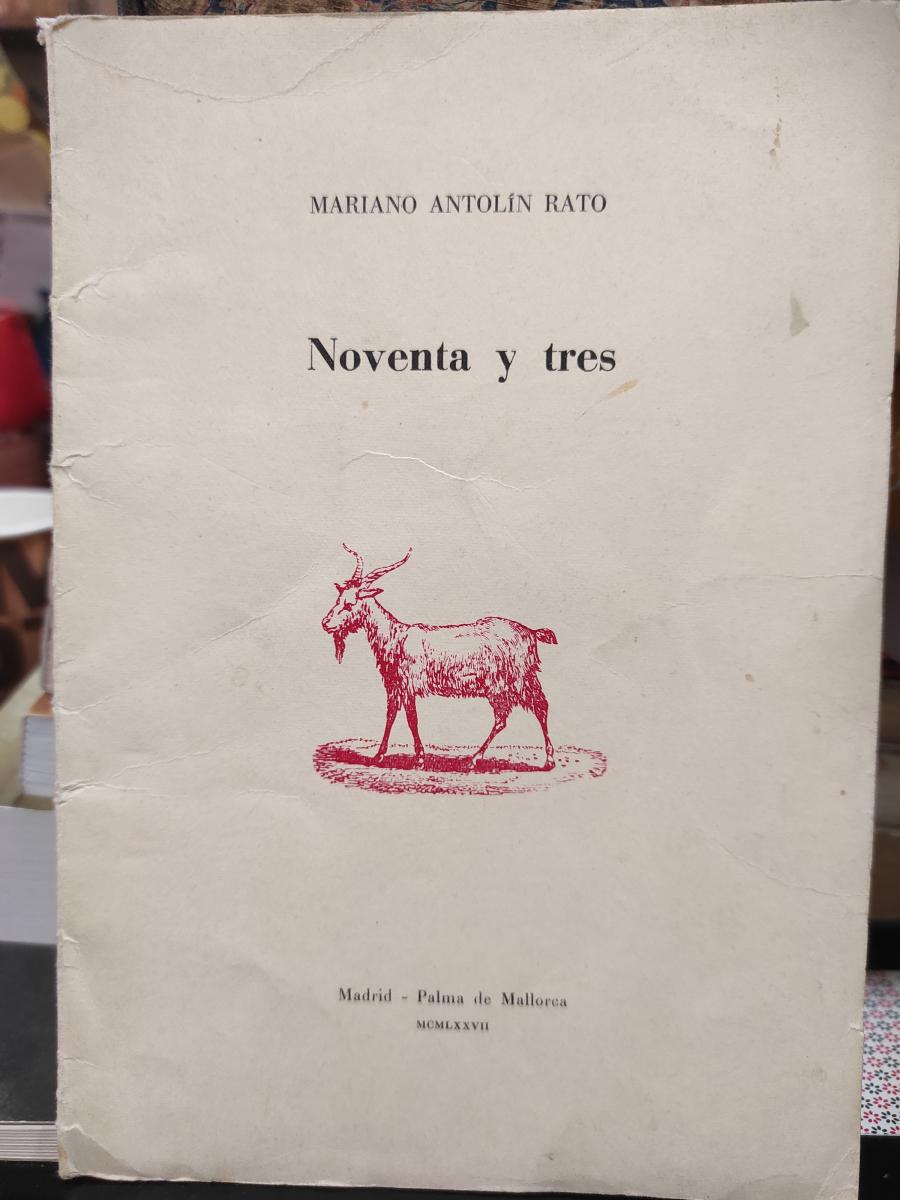 MARIANO ANTOLÍN RATO
Noventa y tres
Madrid - Palma de Mallorca
MCMLXXVII